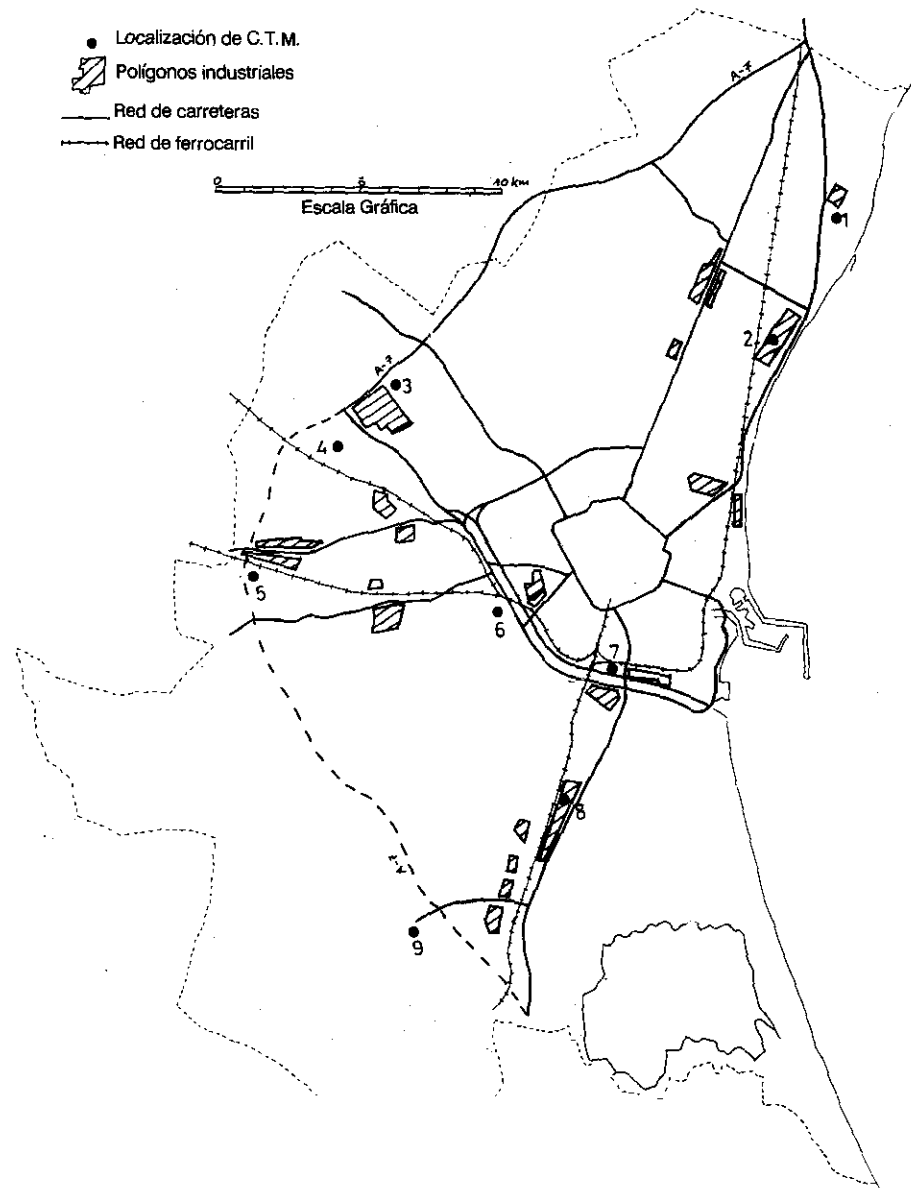 Localización de C.T.M.
Polígonos industriales
Red de carreteras
Red de ferrocarril
0 5 10 km
Escala Gráfica
A-7
1
2
A-7
3
4
5
6
7
8
A-7
9